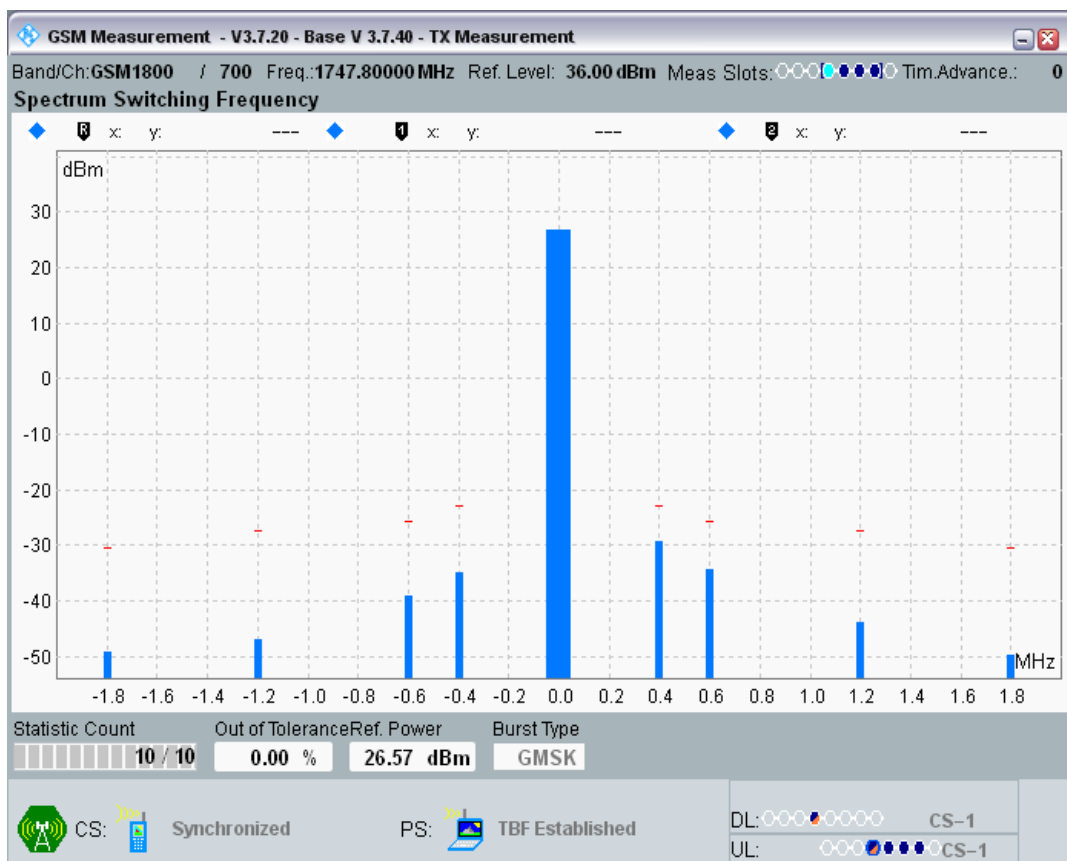 GSM Measurement - V3.7.20 - Base V 3.7.40 - TX Measurement
Band/Ch:GSM1800 / 700 Freq.:1747.80000 MHz Ref. Level: 36.00 dBm Meas Slots: Tim.Advance.: 0
Spectrum Switching Frequency
R x: y: --- 1 x: y: --- 2 x: y: ---
dBm
30
20
10
0
-10
-20
-30
-40
-50
MHz
-1.8 -1.6 -1.4 -1.2 -1.0 -0.8 -0.6 -0.4 -0.2 0.0 0.2 0.4 0.6 0.8 1.0 1.2 1.4 1.6 1.8
Statistic Count Out of Tolerance Ref. Power Burst Type
10 / 10 0.00 % 26.57 dBm GMSK
CS: Synchronized PS: TBF Established DL: CS-1
UL: CS-1